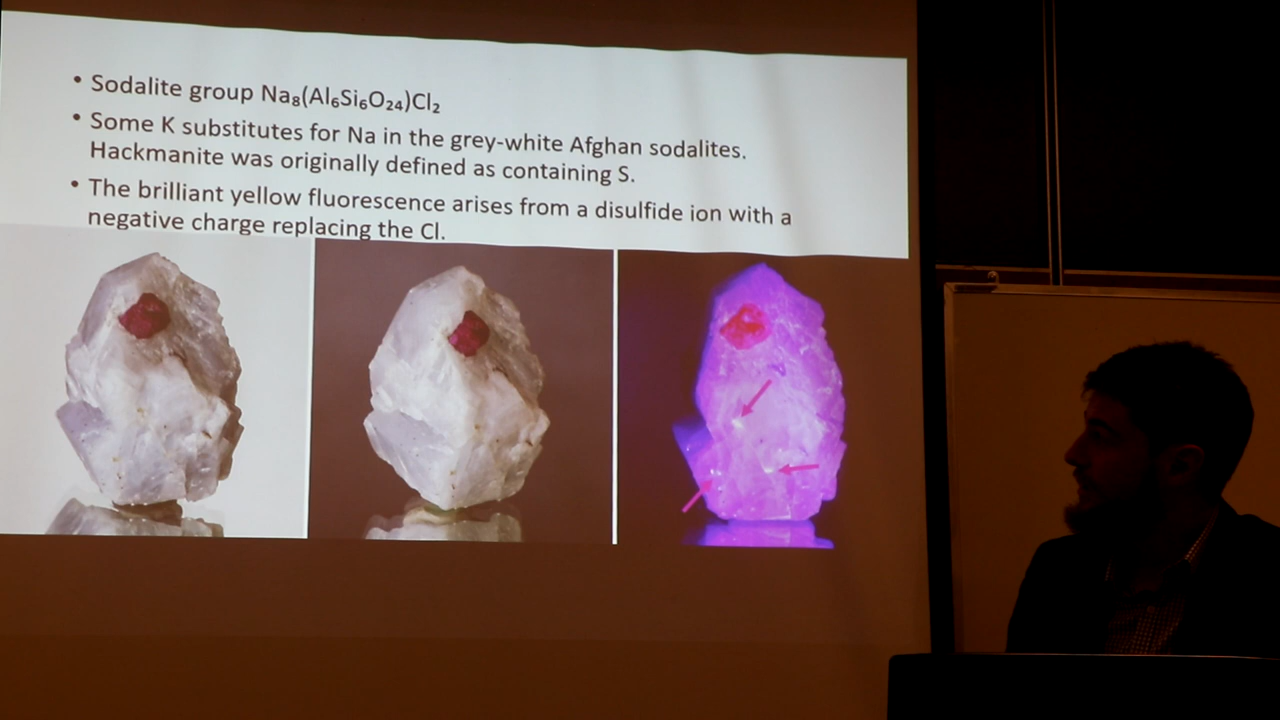 • Sodalite group Na₈(Al₆Si₆O₂₄)Cl₂
• Some K substitutes for Na in the grey-white Afghan sodalites.
Hackmanite was originally defined as containing S.
• The brilliant yellow fluorescence arises from a disulfide ion with a
negative charge replacing the Cl.